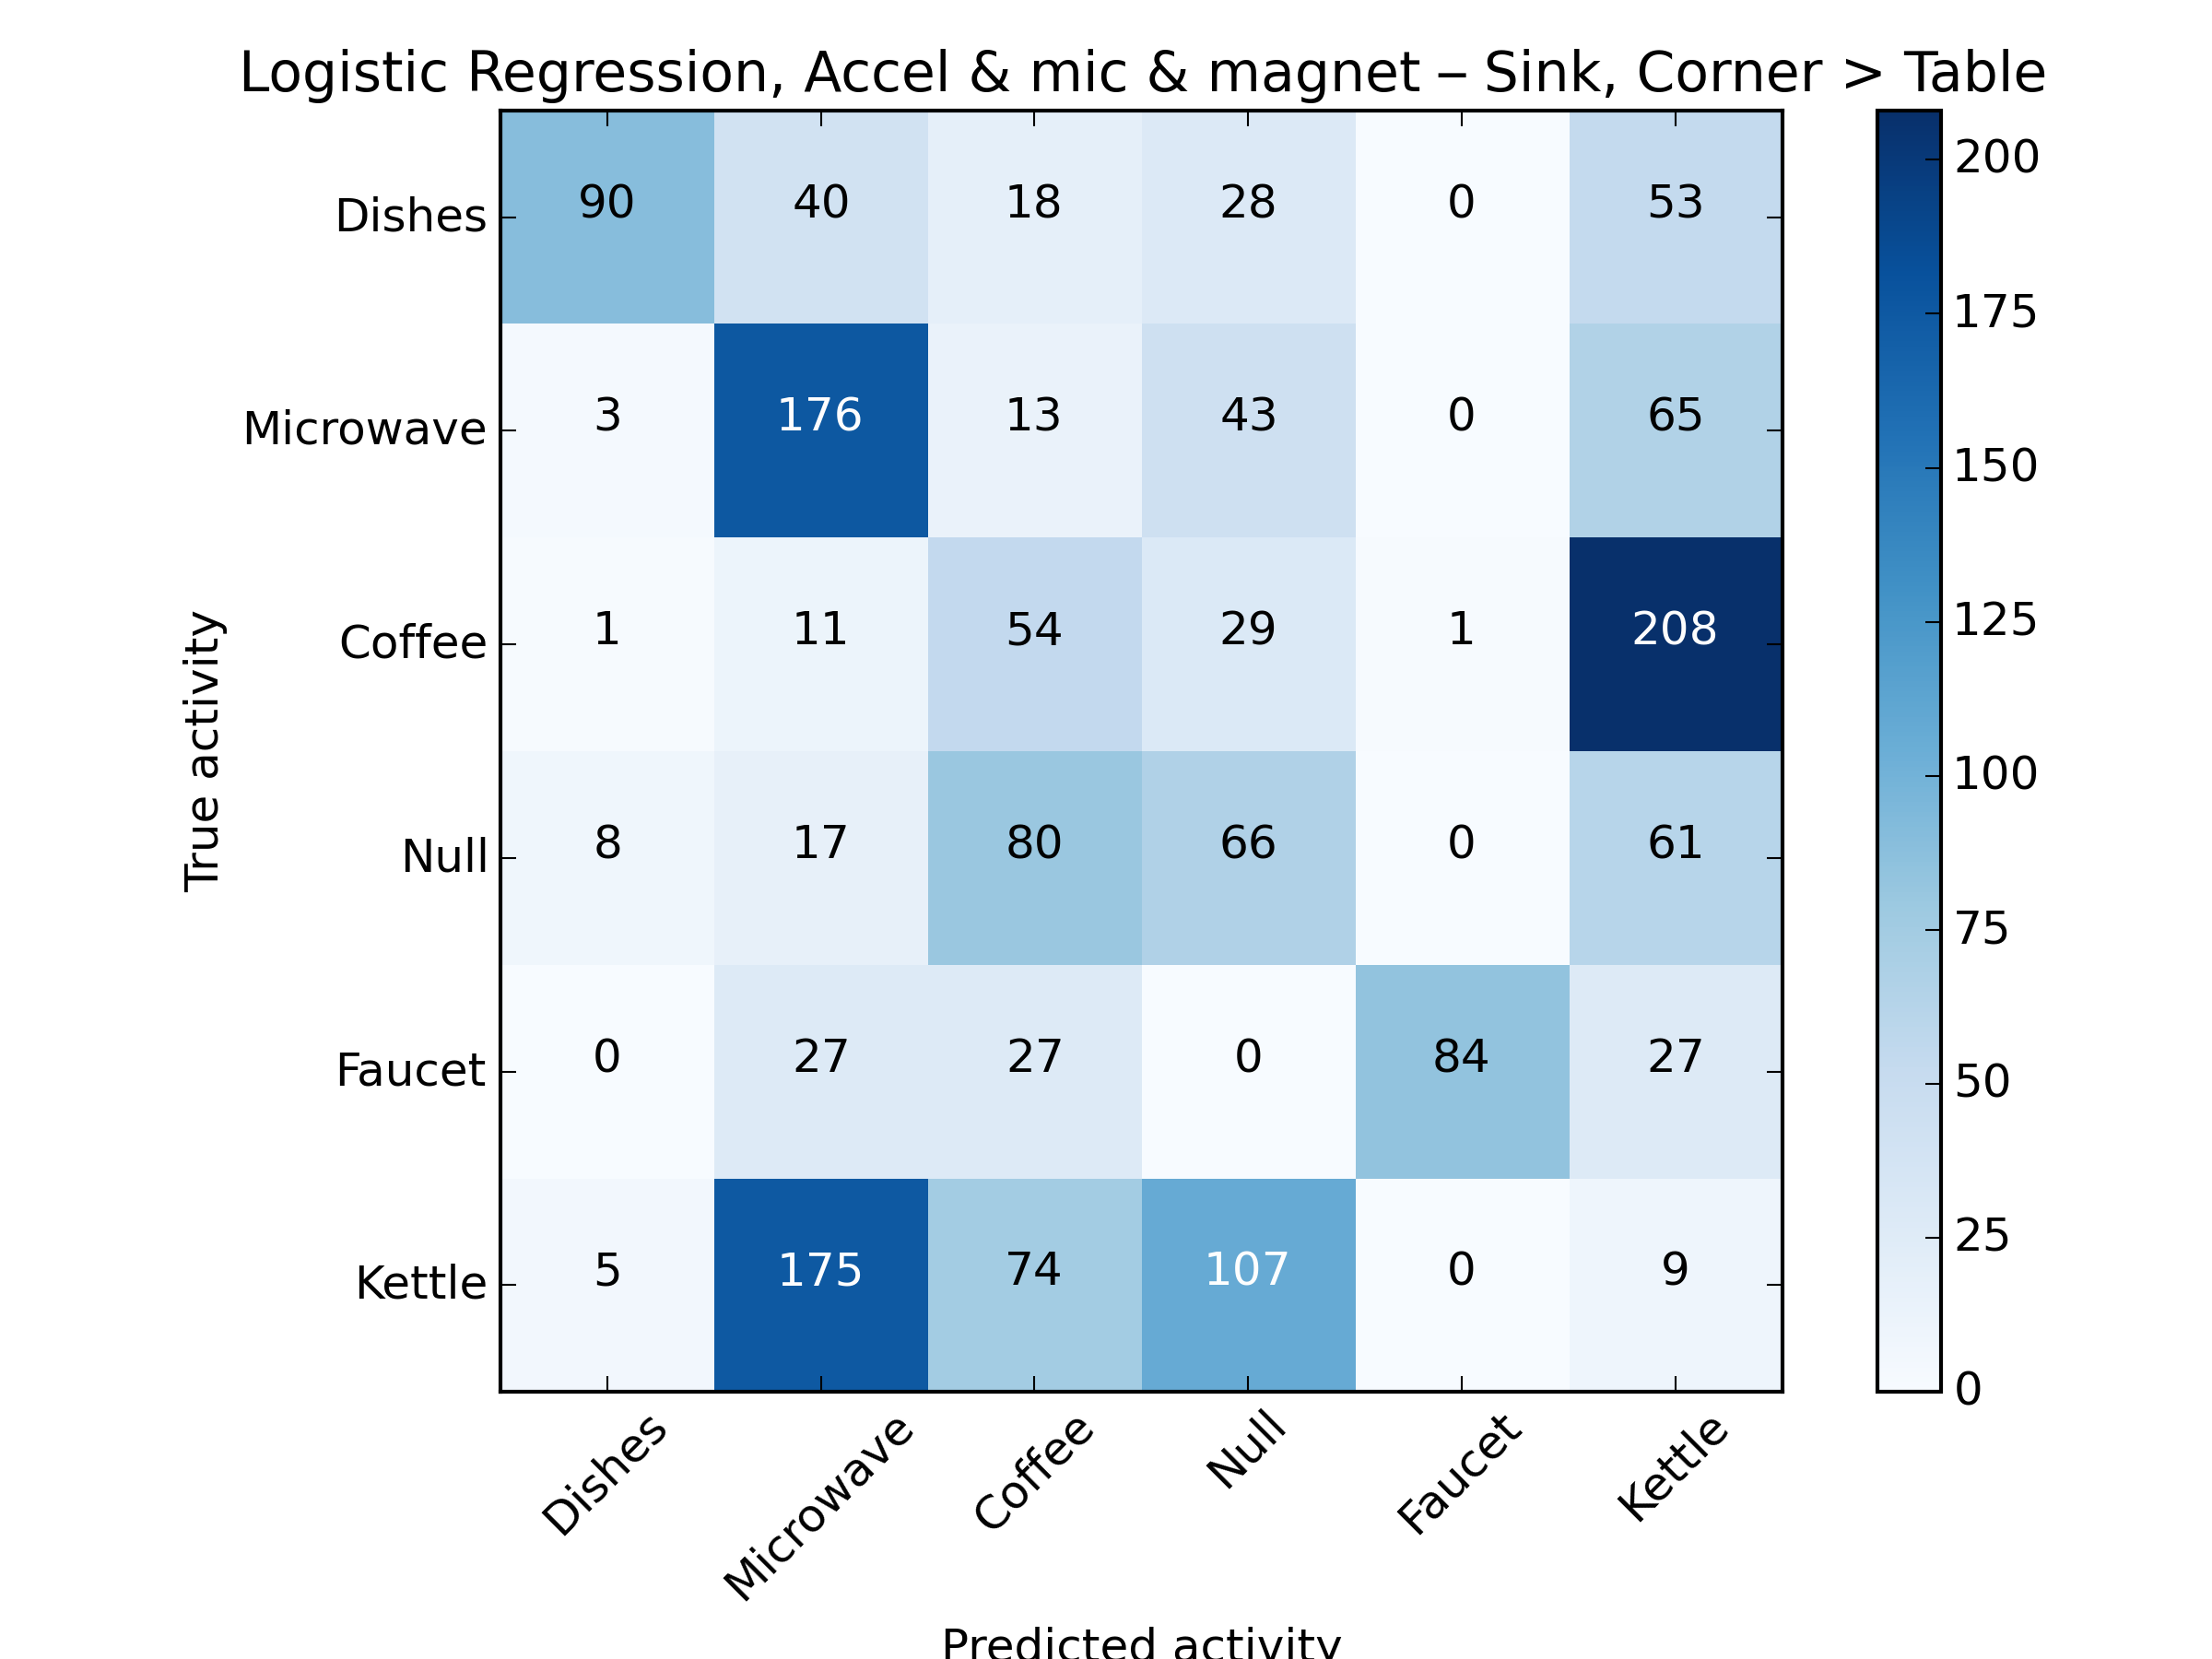 Logistic Regression, Accel & mic & magnet – Sink, Corner > Table
Dishes 90 40 18 28 0 53
Microwave 3 176 13 43 0 65
Coffee 1 11 54 29 1 208
Null 8 17 80 66 0 61
Faucet 0 27 27 0 84 27
Kettle 5 175 74 107 0 9
True activity
Dishes Microwave Coffee Null Faucet Kettle
Predicted activity
200
175
150
125
100
75
50
25
0